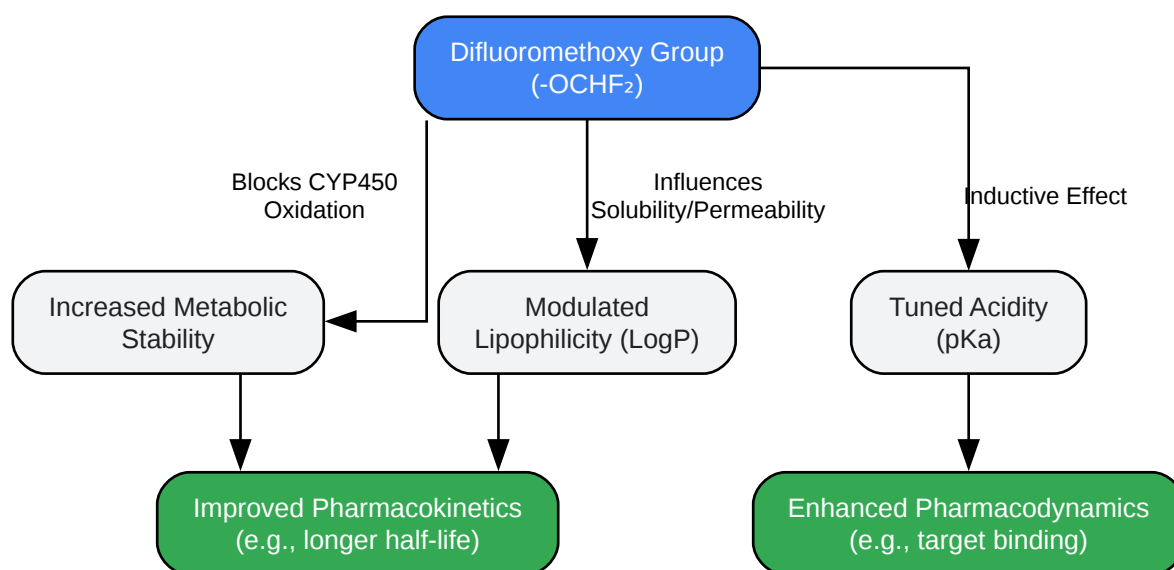 Difluoromethoxy Group
(-OCHF₂)
Blocks CYP450
Oxidation
Influences
Solubility/Permeability
Inductive Effect
Increased Metabolic
Stability
Modulated
Lipophilicity (LogP)
Tuned Acidity
(pKa)
Improved Pharmacokinetics
(e.g., longer half-life)
Enhanced Pharmacodynamics
(e.g., target binding)